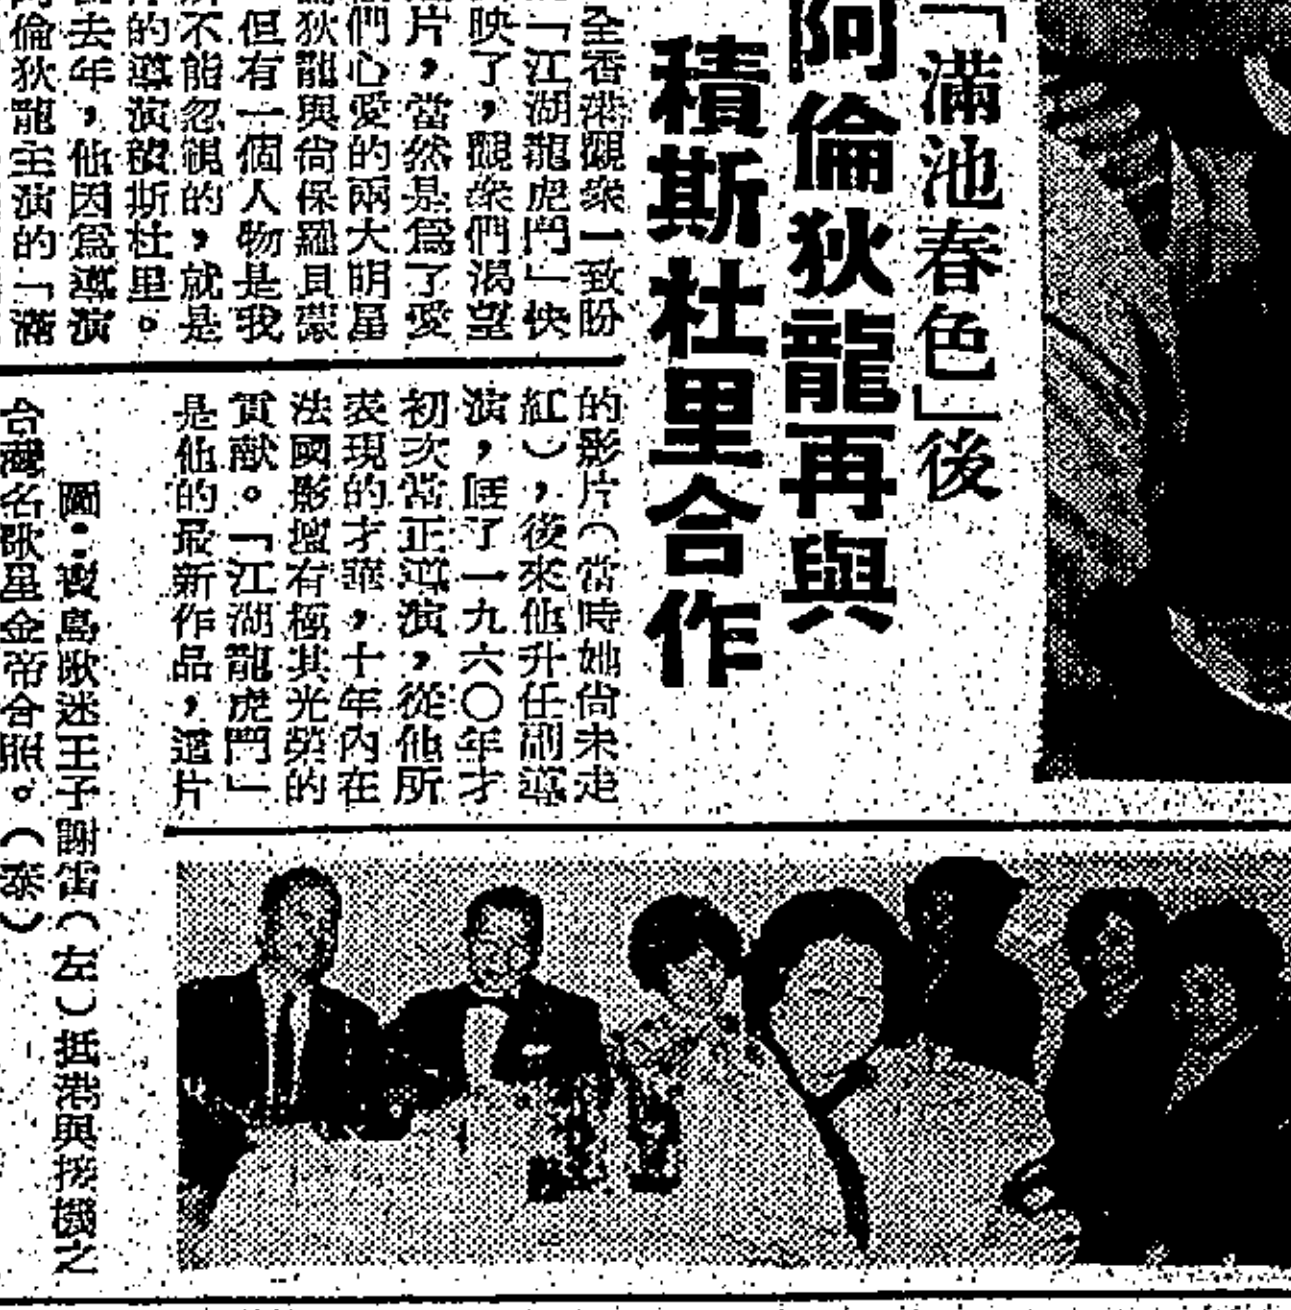 「滿池春色」後
阿倫狄龍再與
積斯杜里合作
全香港觀衆一致盼
「江湖龍虎鬥」快
映了，觀衆們渴望
片，當然是爲了愛
們心愛的兩大明星
狄龍與尚保羅貝蒙
但有一個人物是我
不能忽視的，就是
的導演敏斯杜里。
去年，他因爲導演
倫狄龍主演的「滿
的影片（當時她尙未走
紅），後來他升任副導
演，到了一九六〇年才
初次當正導演，從他所
表現的才華，十年內在
法國影壇有極其光榮的
貢献。「江湖龍虎鬥」
是他的最新作品，這片
圖：寶島歌迷王子謝雷（左）抵港與接機之
台灣名歌星金帝合照。（泰）